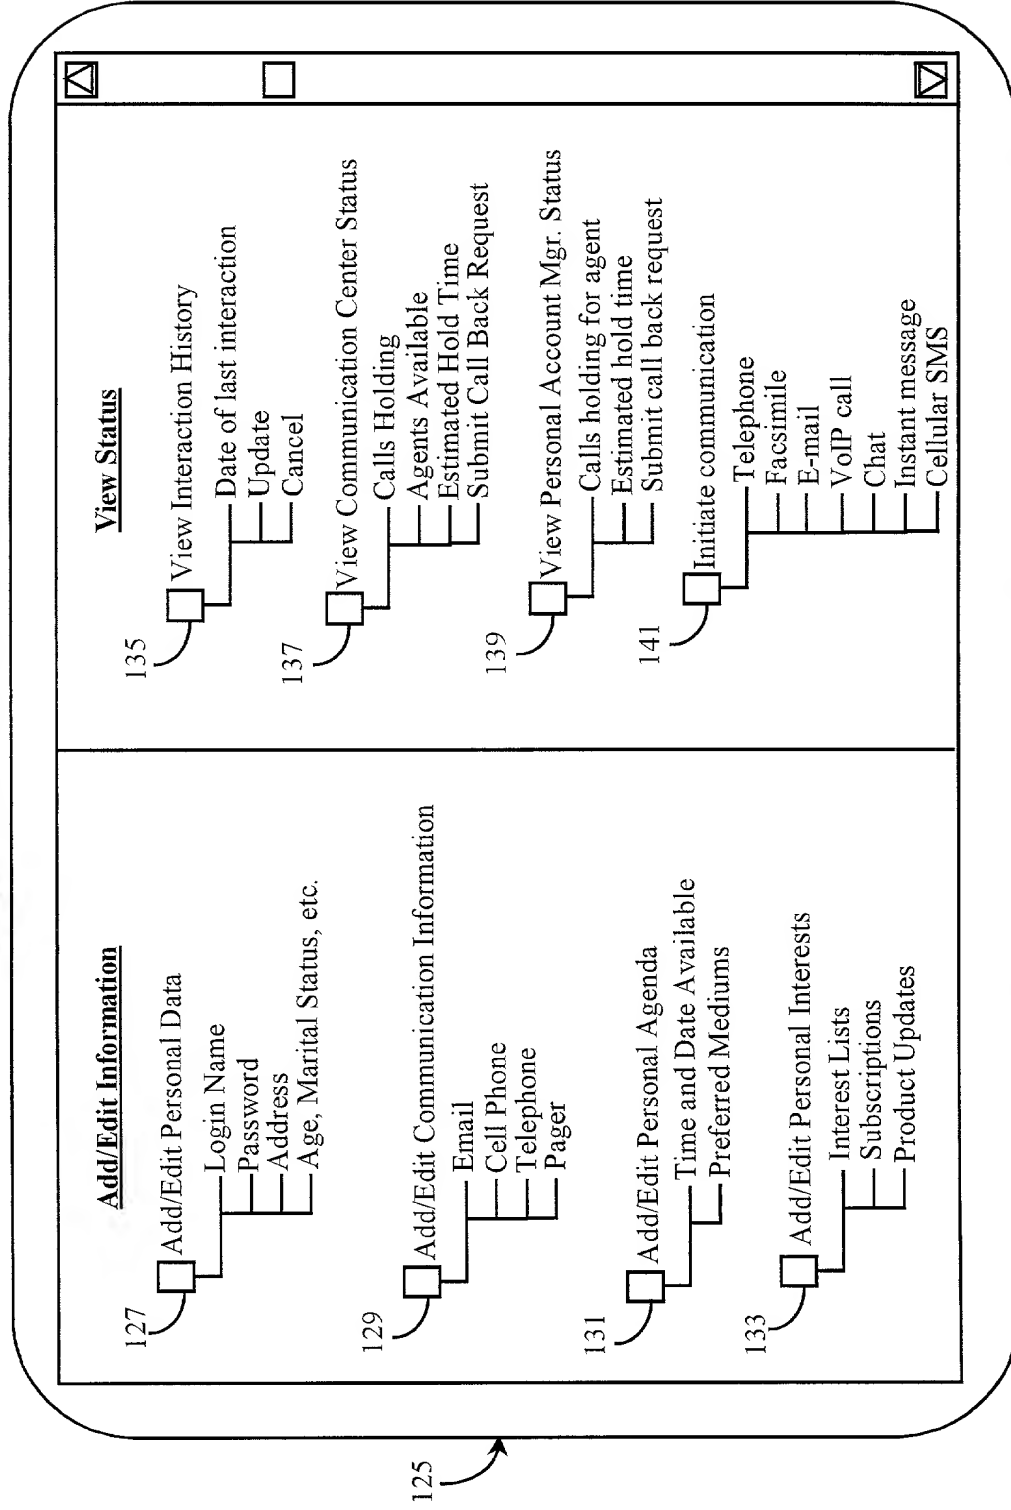 Add/Edit Information
127
Add/Edit Personal Data
Login Name
Password
Address
Age, Marital Status, etc.
129
Add/Edit Communication Information
Email
Cell Phone
Telephone
Pager
131
Add/Edit Personal Agenda
Time and Date Available
Preferred Mediums
133
Add/Edit Personal Interests
Interest Lists
Subscriptions
Product Updates
View Status
135
View Interaction History
Date of last interaction
Update
Cancel
137
View Communication Center Status
Calls Holding
Agents Available
Estimated Hold Time
Submit Call Back Request
139
View Personal Account Mgr. Status
Calls holding for agent
Estimated hold time
Submit call back request
141
Initiate communication
Telephone
Facsimile
E-mail
VoIP call
Chat
Instant message
Cellular SMS
125